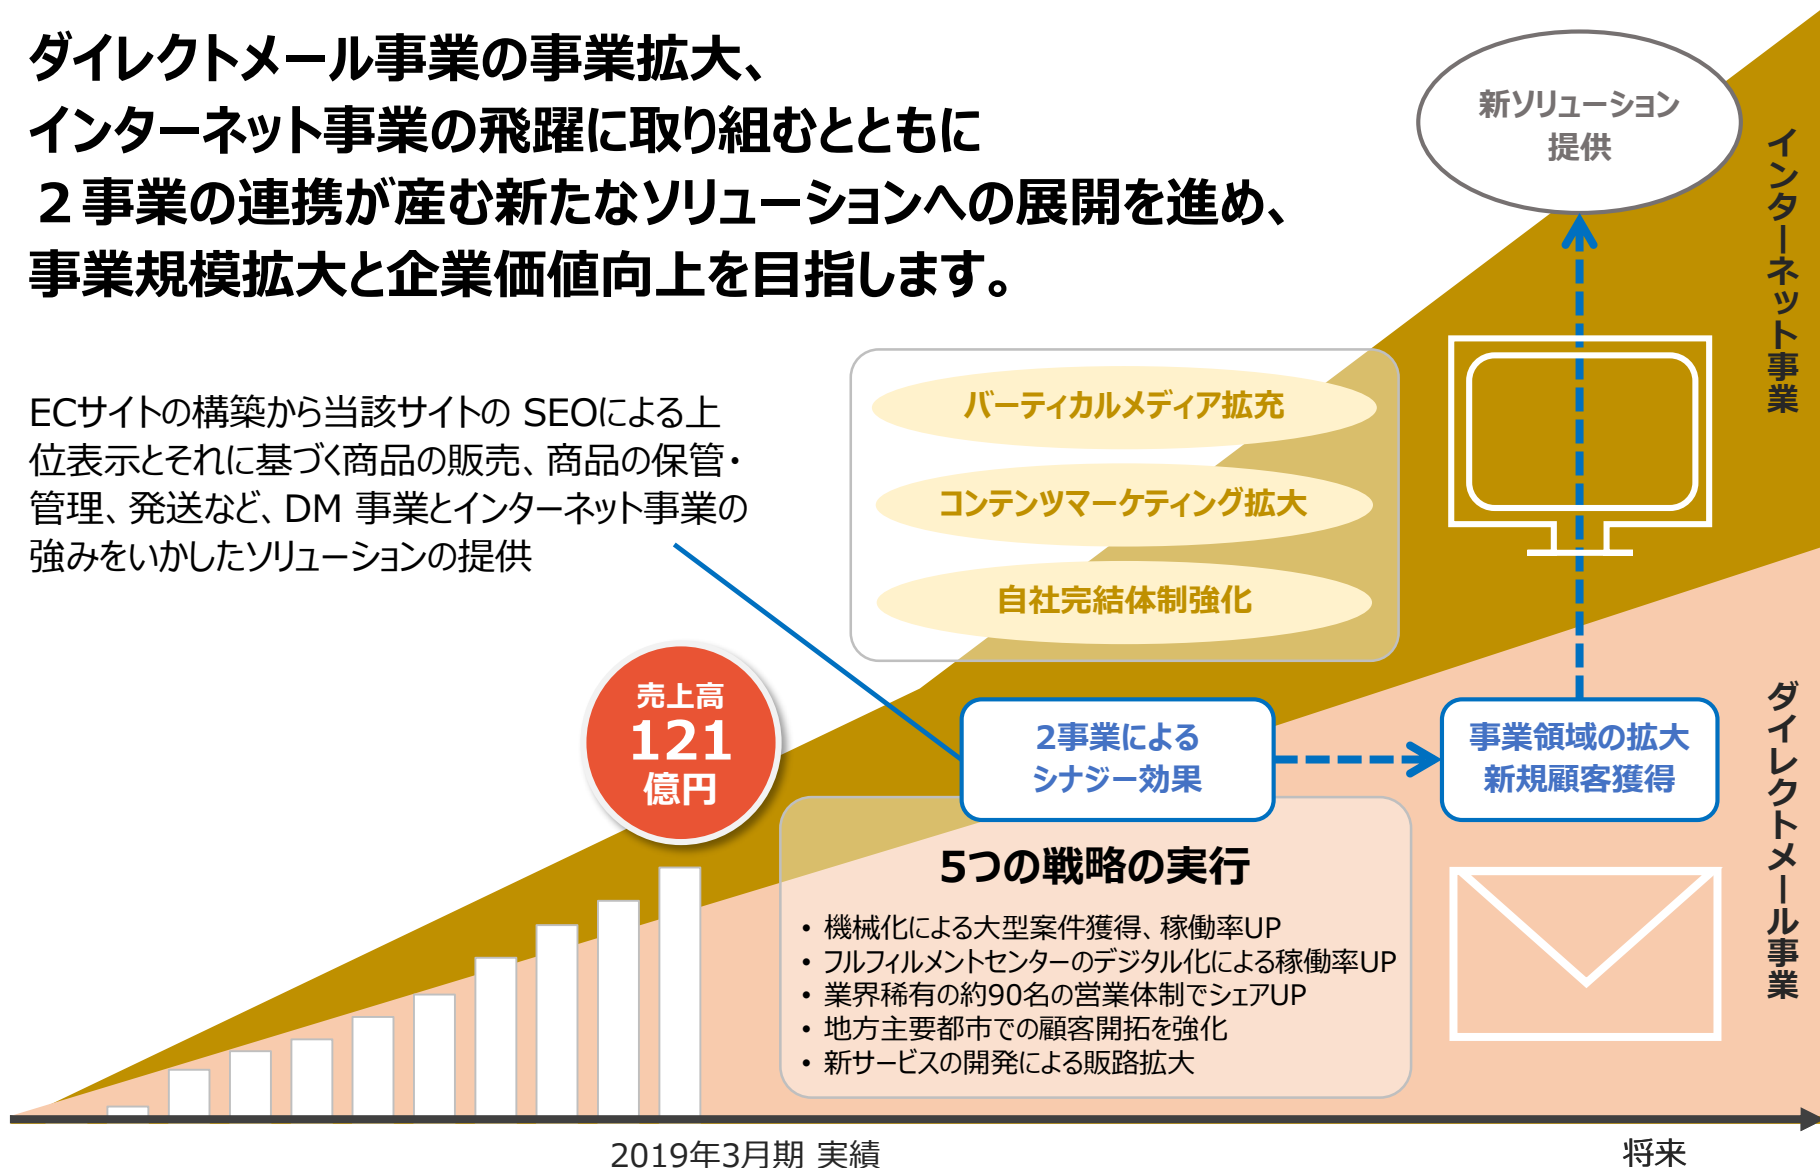 ダイレクトメール事業の事業拡大、
インターネット事業の飛躍に取り組むとともに
２事業の連携が産む新たなソリューションへの展開を進め、
事業規模拡大と企業価値向上を目指します。
ECサイトの構築から当該サイトの SEOによる上
位表示とそれに基づく商品の販売、商品の保管・
管理、発送など、DM 事業とインターネット事業の
強みをいかしたソリューションの提供
新ソリューション
提供
インターネット事業
バーティカルメディア拡充
コンテンツマーケティング拡大
自社完結体制強化
売上高
121
億円
2事業による
シナジー効果
事業領域の拡大
新規顧客獲得
ダイレクトメール事業
5つの戦略の実行
・機械化による大型案件獲得、稼働率UP
・フルフィルメントセンターのデジタル化による稼働率UP
・業界稀有の約90名の営業体制でシェアUP
・地方主要都市での顧客開拓を強化
・新サービスの開発による販路拡大
2019年3月期 実績
将来